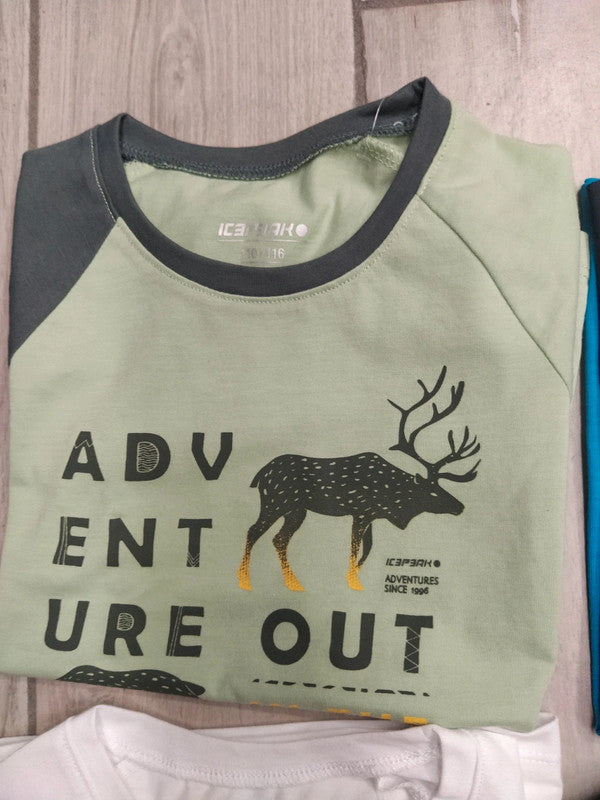 ICEPEAK
110 / 116
ADV
ENT
ICEPEAK
ADVENTURES
SINCE 1996
URE OUT